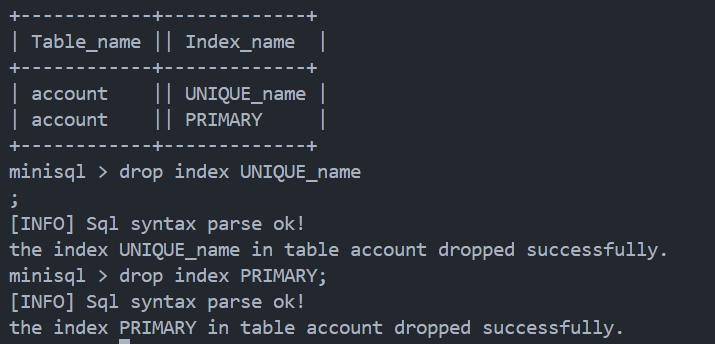 +------------+-------------+
| Table_name || Index_name  |
+------------+-------------+
| account    || UNIQUE_name |
| account    || PRIMARY     |
+------------+-------------+
minisql > drop index UNIQUE_name
;
[INFO] Sql syntax parse ok!
the index UNIQUE_name in table account dropped successfully.
minisql > drop index PRIMARY;
[INFO] Sql syntax parse ok!
the index PRIMARY in table account dropped successfully.